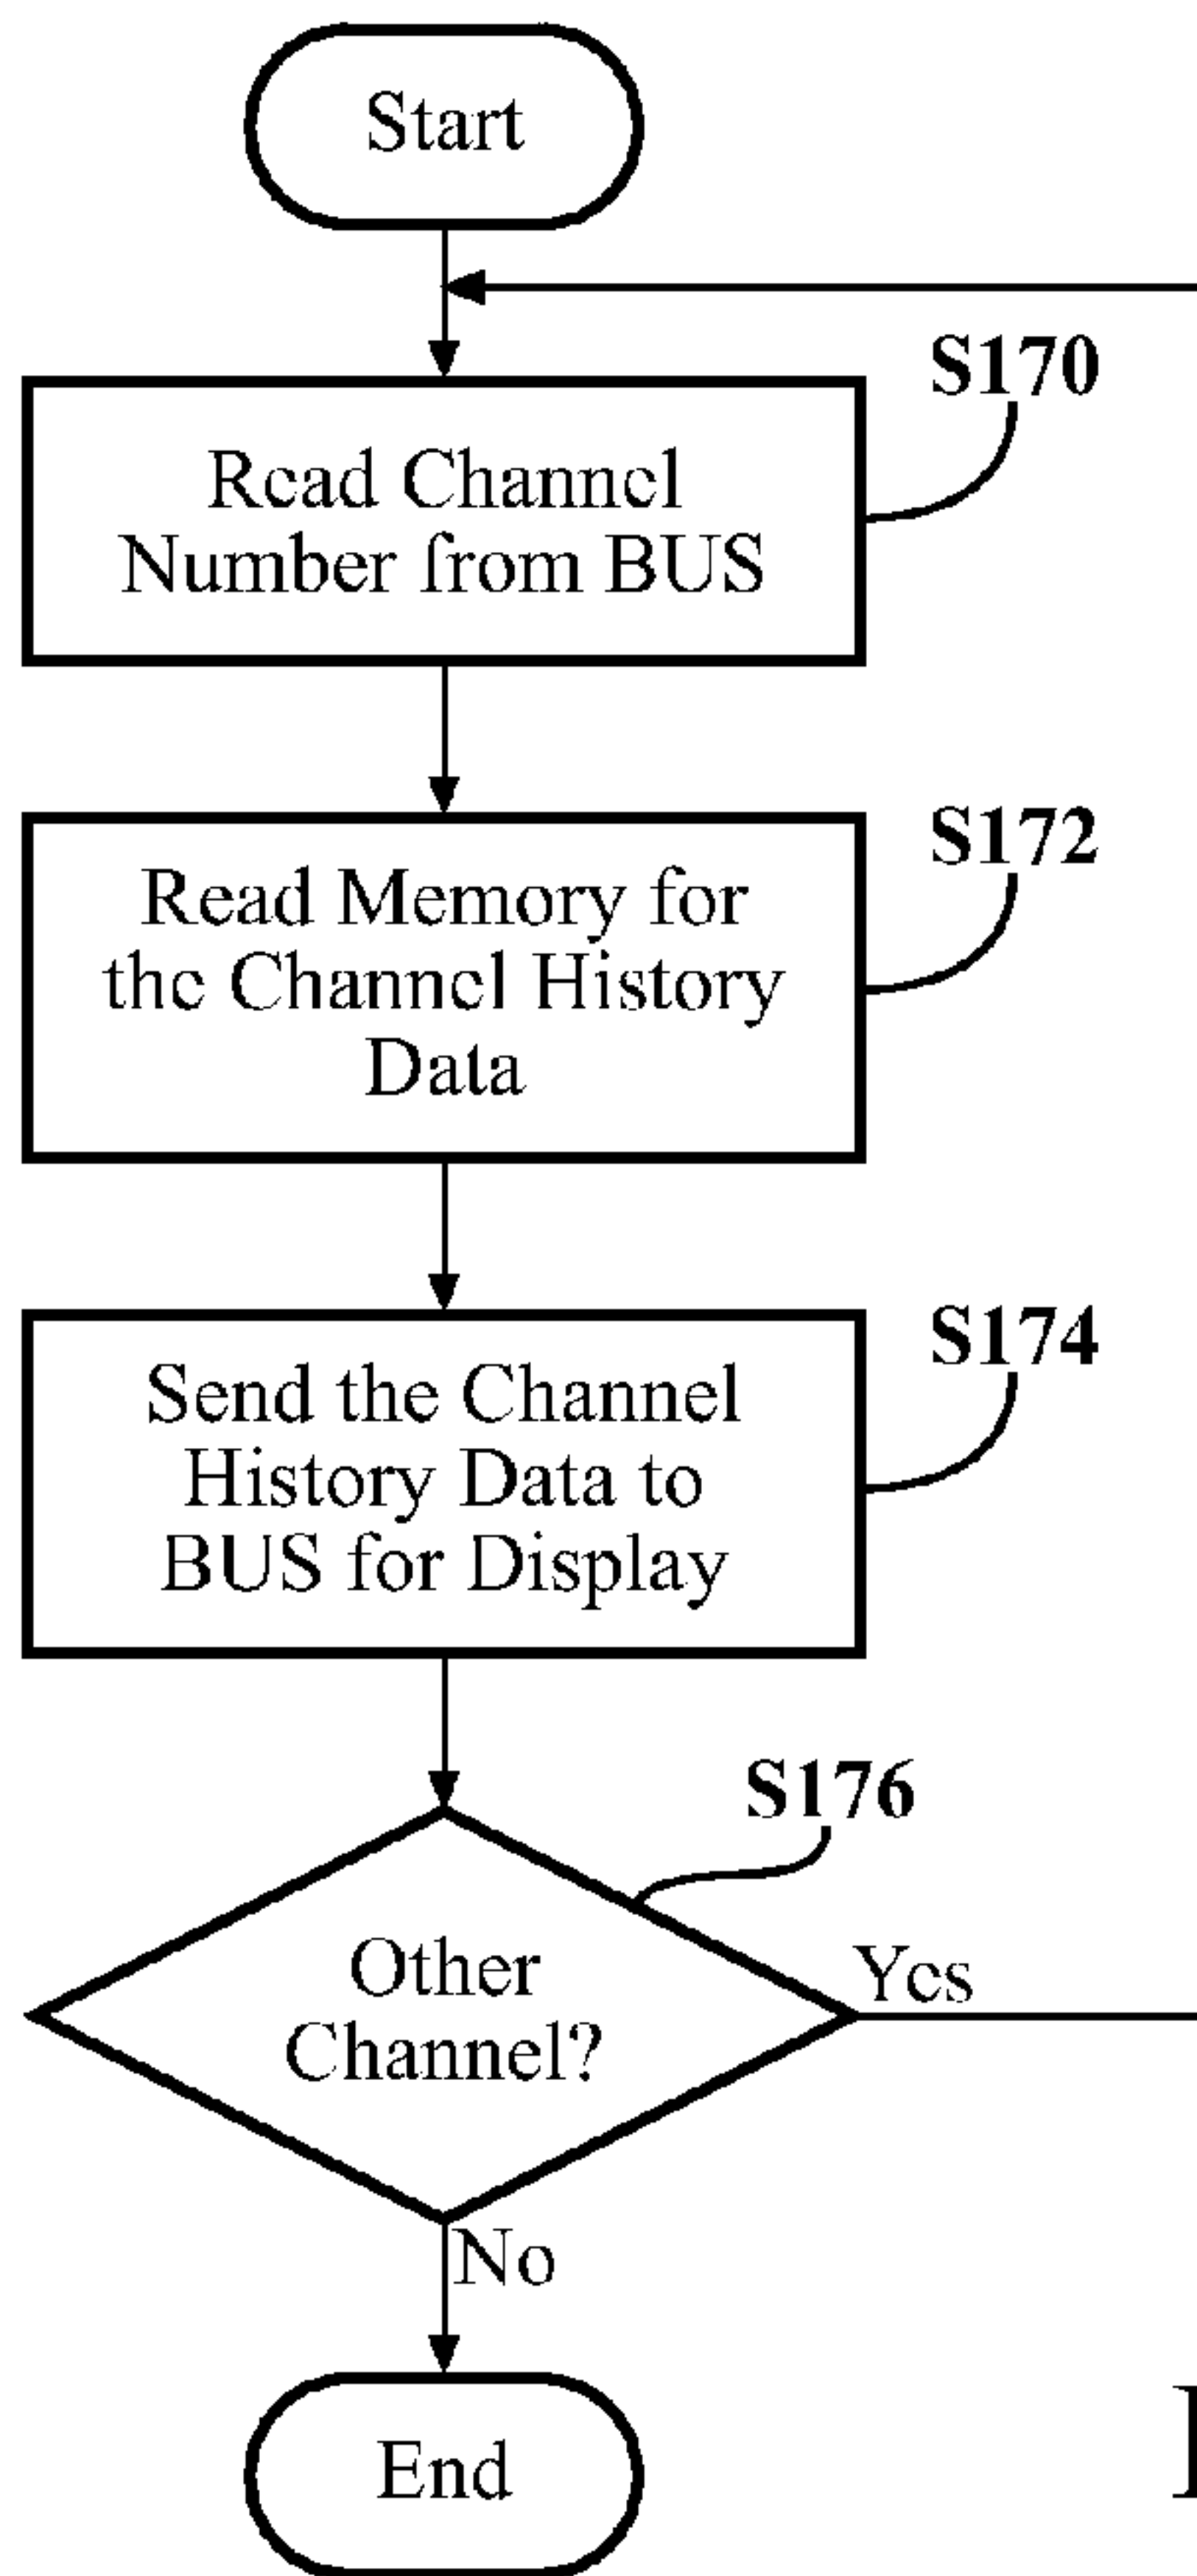 Start
S170
Read Channel
Number from BUS
S172
Read Memory for
the Channel History
Data
S174
Send the Channel
History Data to
BUS for Display
S176
Other
Channel?
Yes
No
End